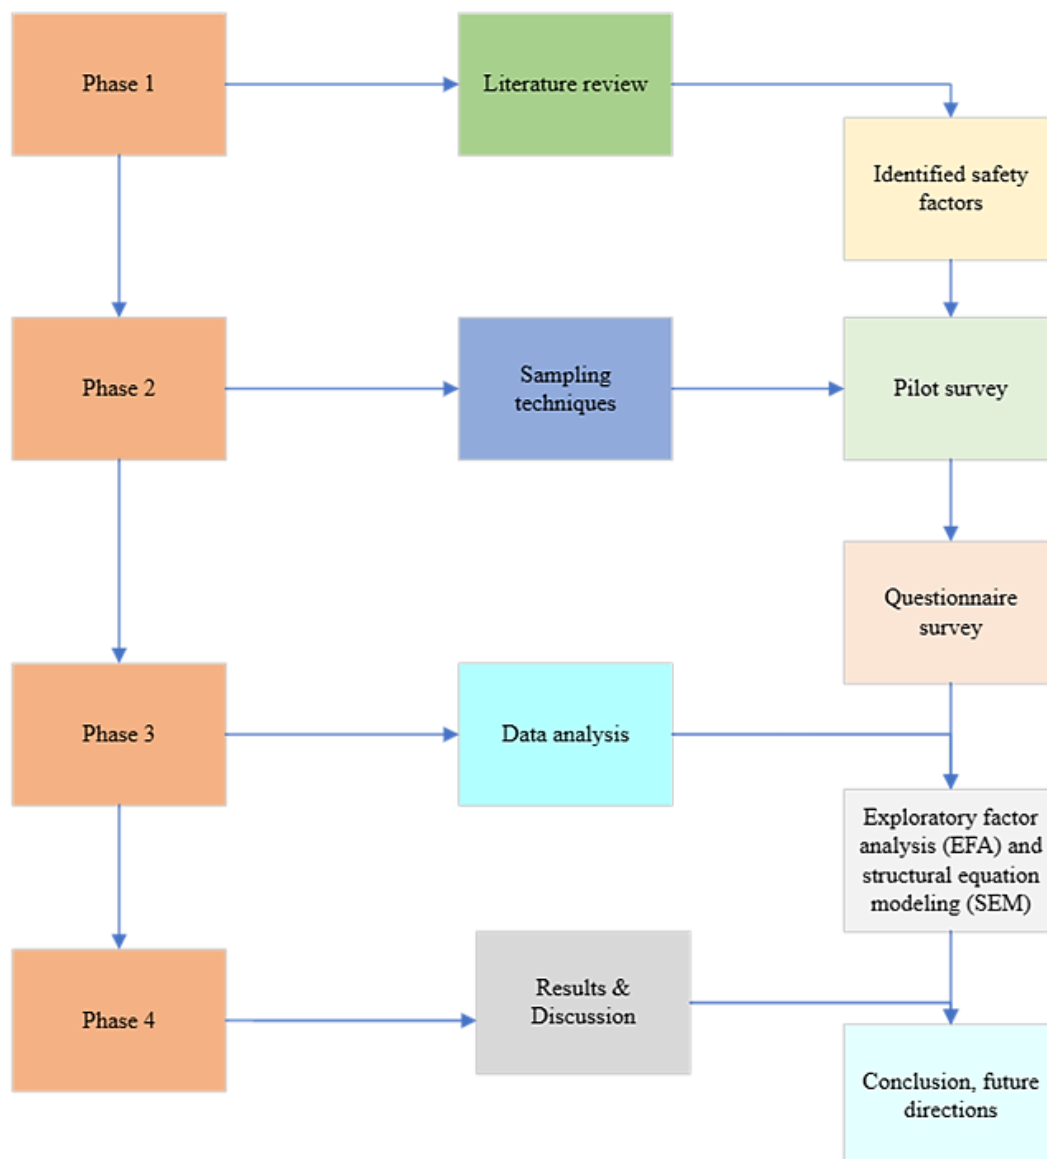 Phase 1
Literature review
Identified safety
factors
Phase 2
Sampling
techniques
Pilot survey
Questionnaire
survey
Phase 3
Data analysis
Exploratory factor
analysis (EFA) and
structural equation
modeling (SEM)
Phase 4
Results &
Discussion
Conclusion, future
directions